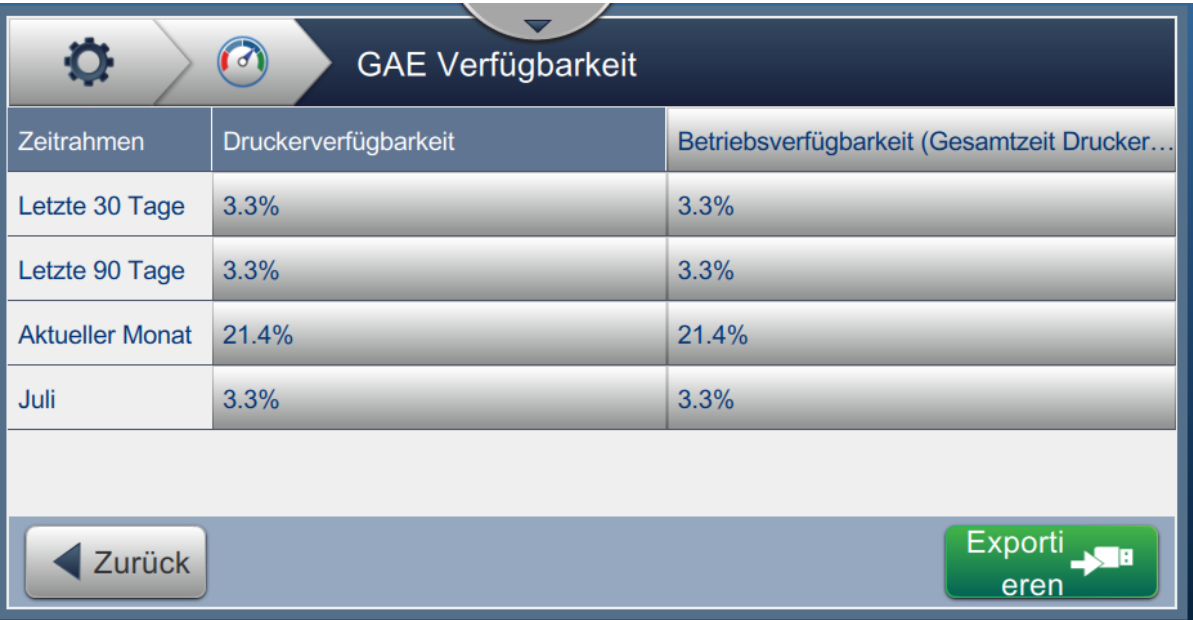 GAE Verfügbarkeit
Zeitrahmen Druckerverfügbarkeit Betriebsverfügbarkeit (Gesamtzeit Drucker...
Letzte 30 Tage 3.3% 3.3%
Letzte 90 Tage 3.3% 3.3%
Aktueller Monat 21.4% 21.4%
Juli 3.3% 3.3%
Zurück
Exporti
eren